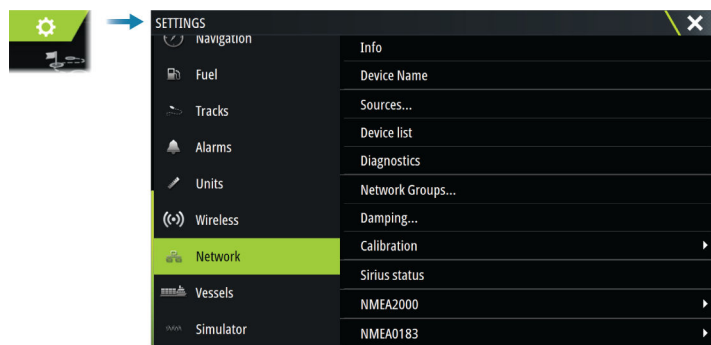 SETTINGS
Navigation
Fuel
Tracks
Alarms
Units
Wireless
Network
Vessels
Simulator
Info
Device Name
Sources...
Device list
Diagnostics
Network Groups...
Damping...
Calibration
Sirius status
NMEA2000
NMEA0183